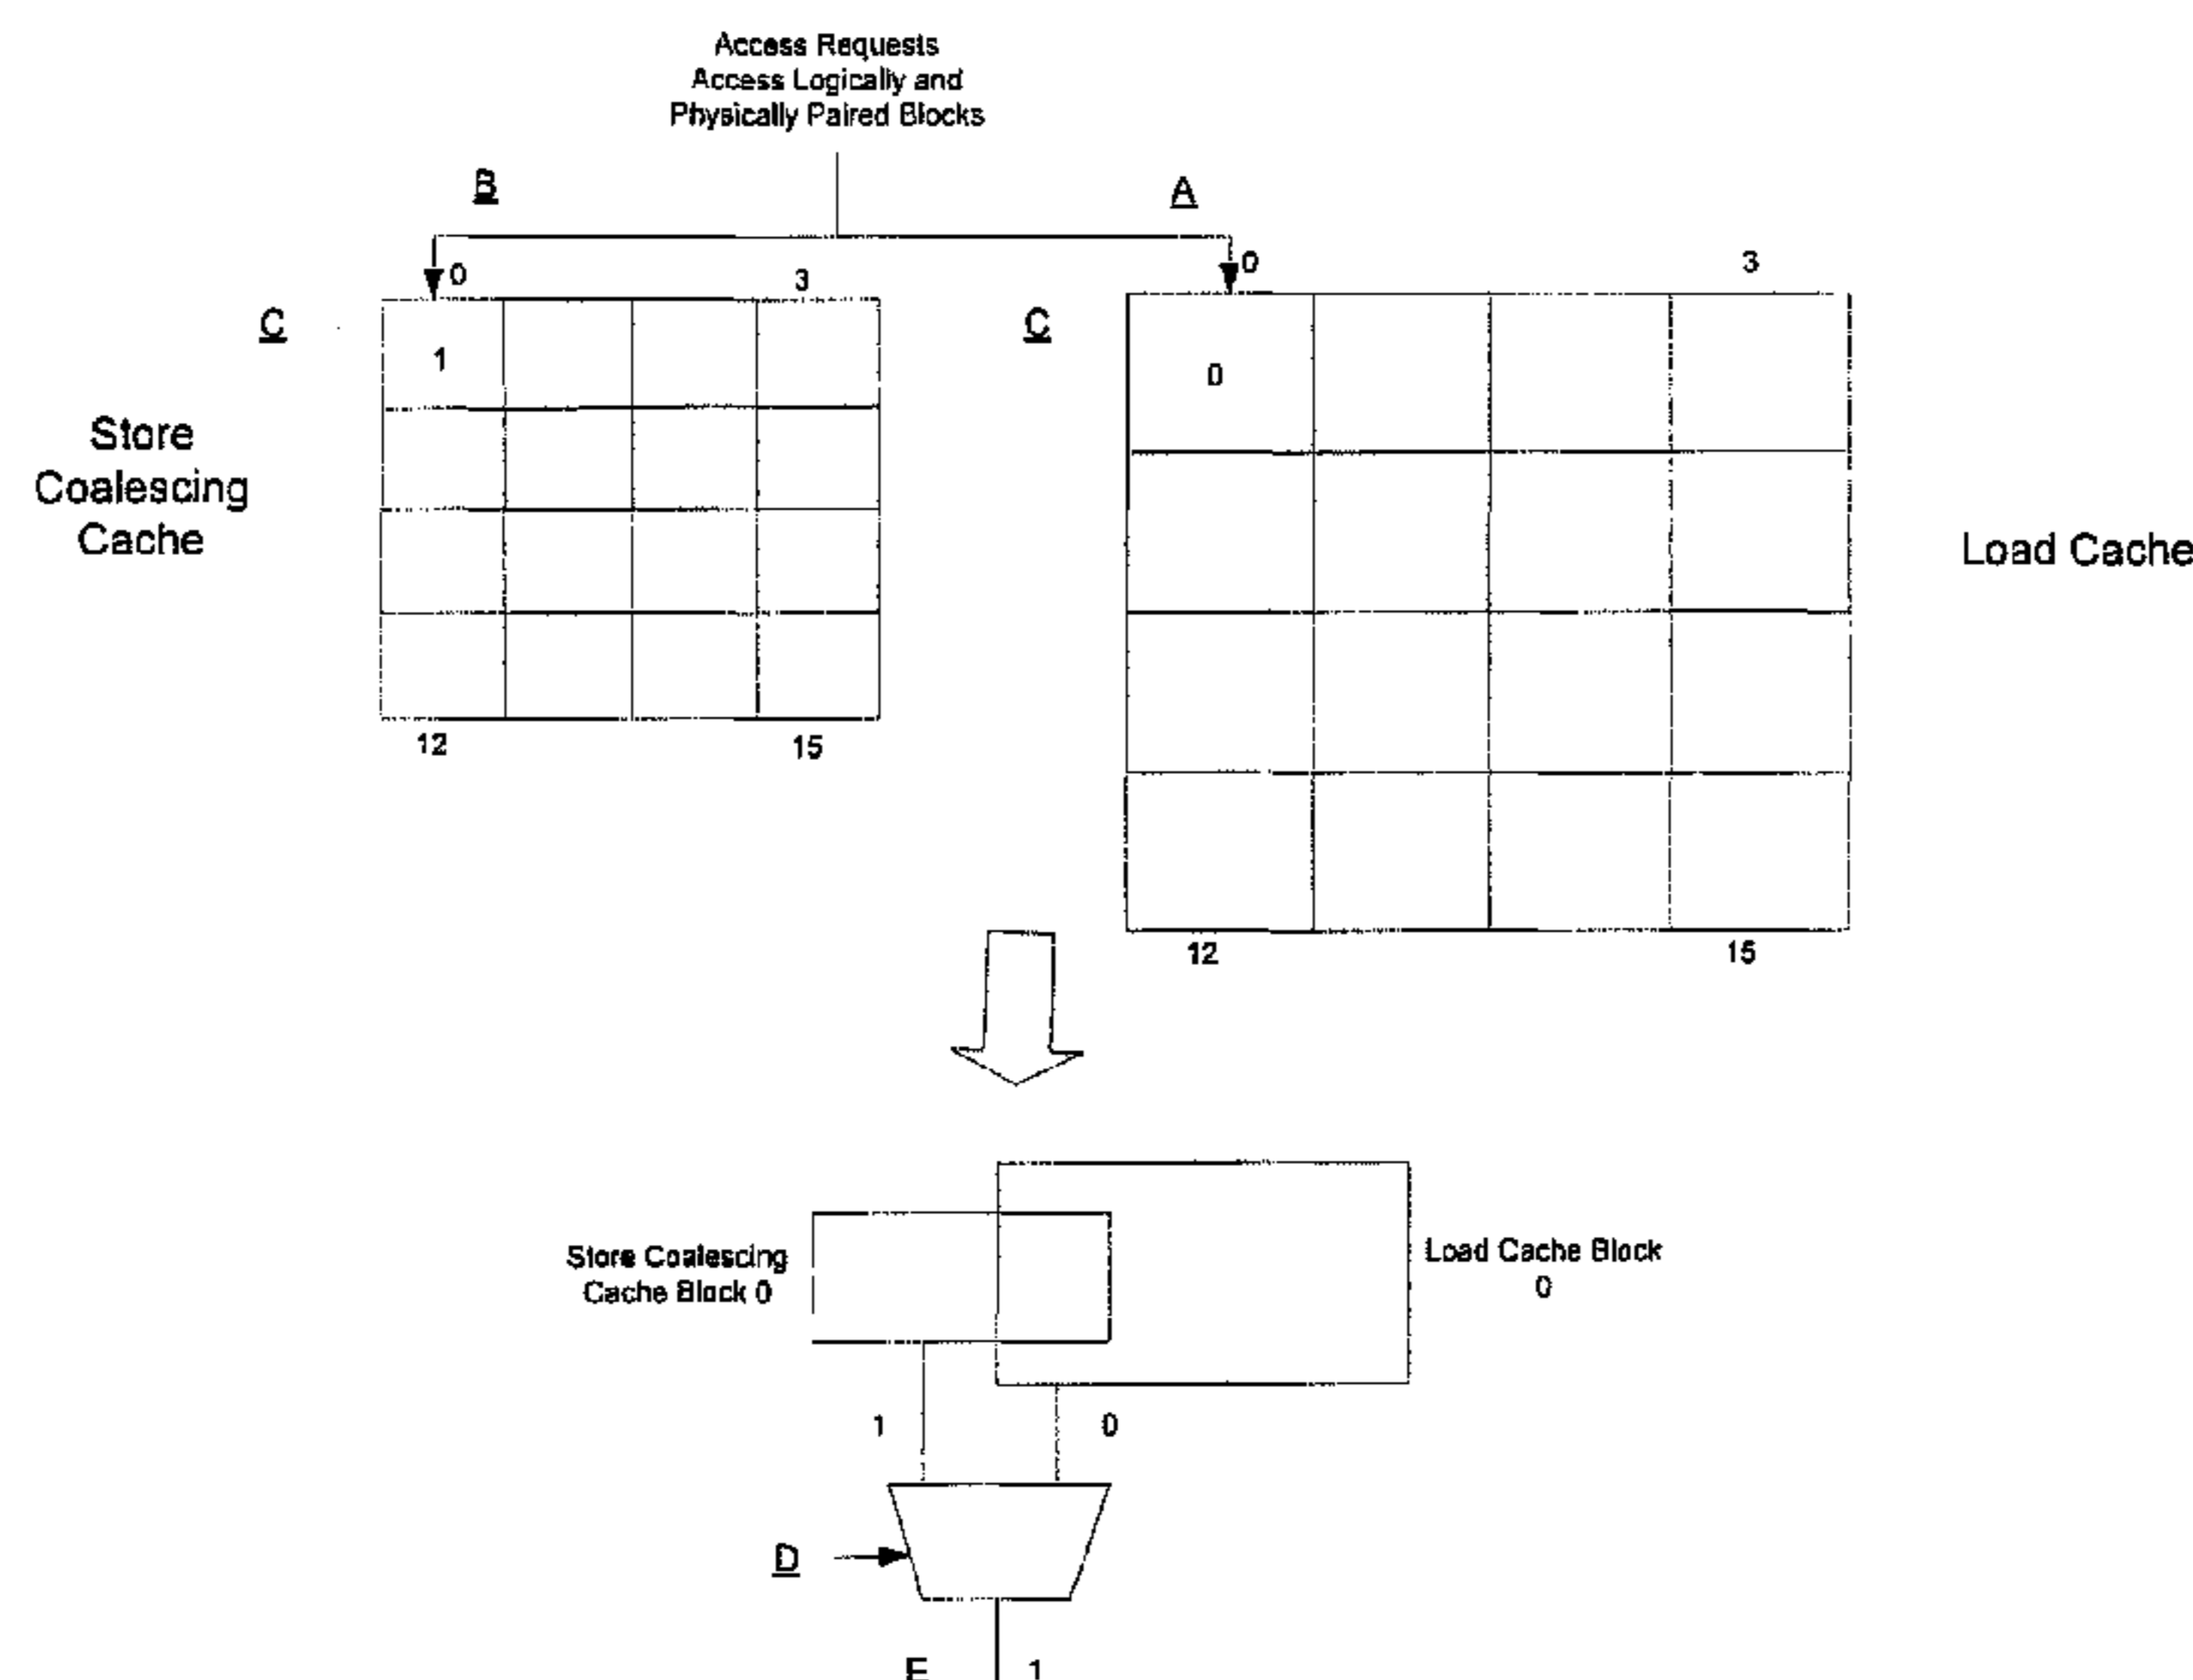 Access Requests
Access Logically and
Physically Paired Blocks
B
A
0
3
0
3
C
1
C
0
Store
Coalescing
Cache
Load Cache
12
15
12
15
Store Coalescing
Cache Block 0
Load Cache Block
0
1
0
D
E
1